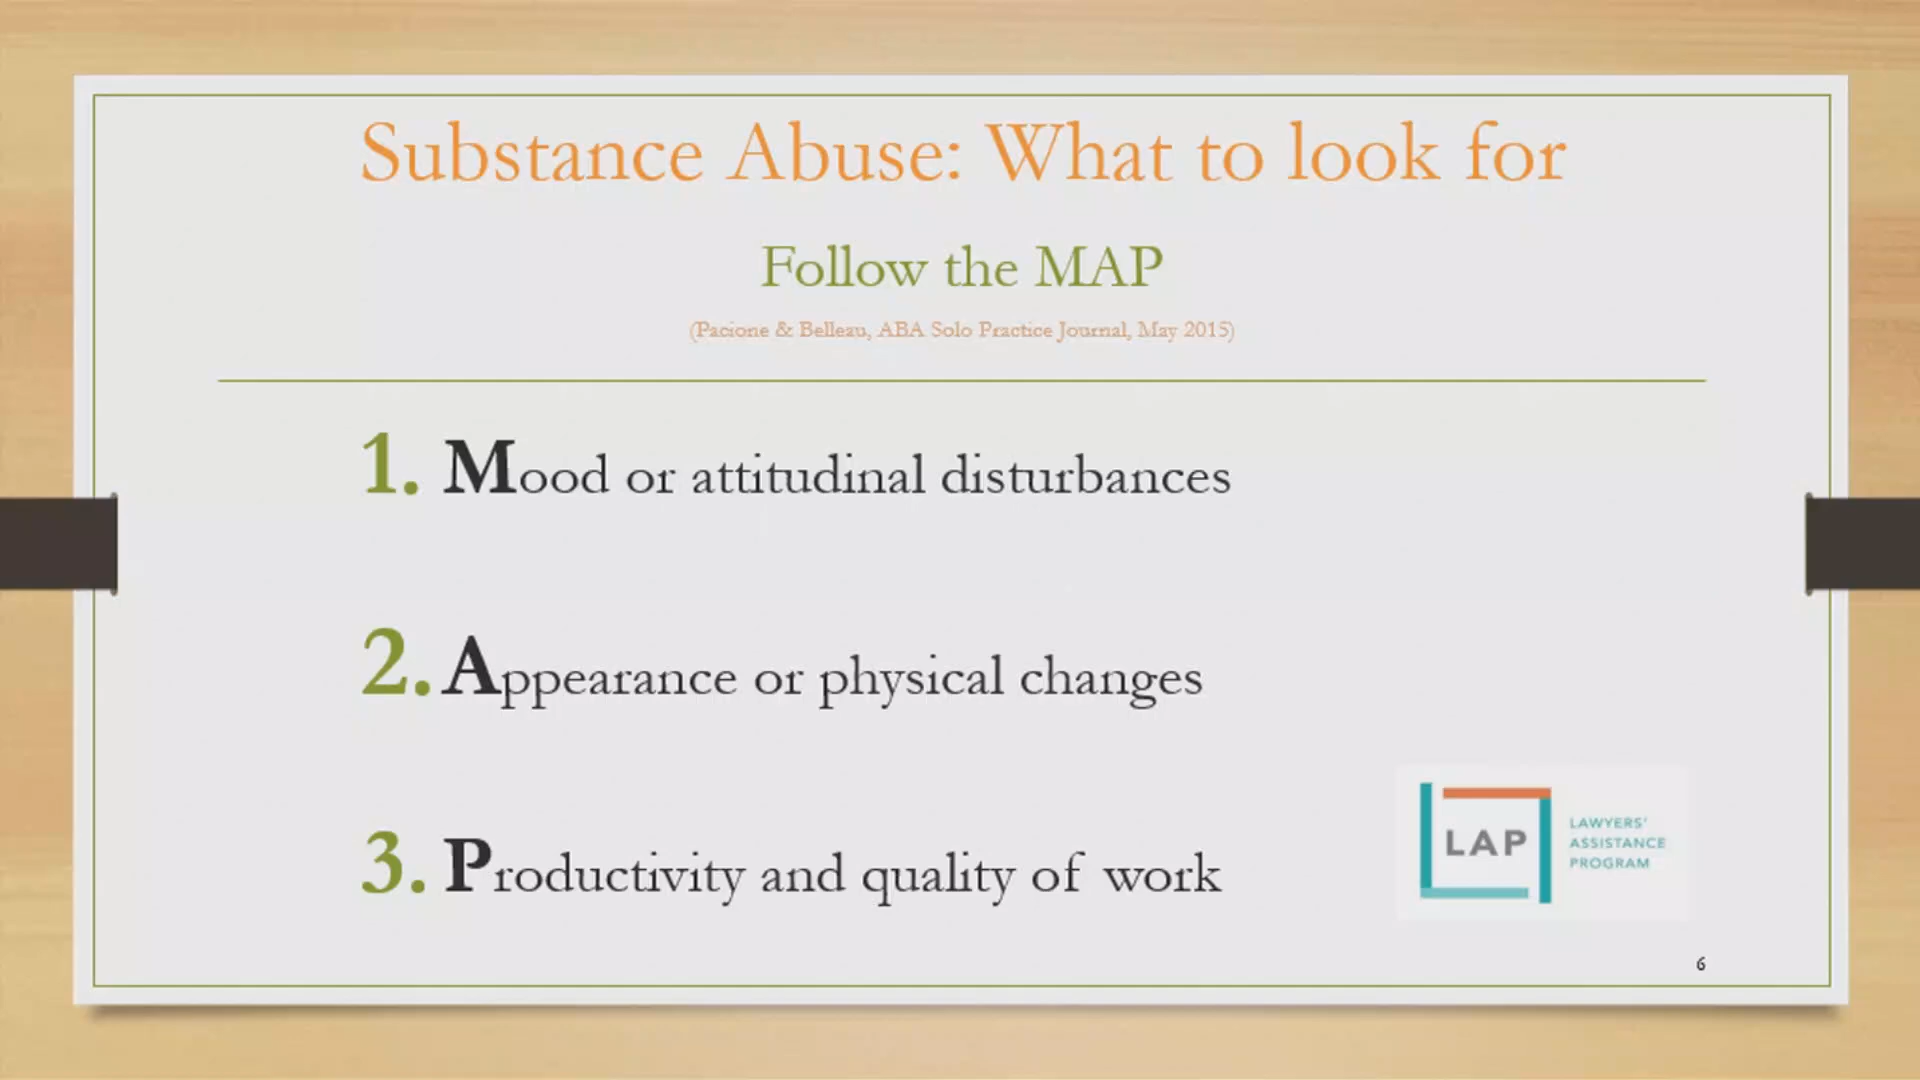 Substance Abuse: What to look for
Follow the MAP
(Pacione & Belleau, ABA Solo Practice Journal, May 2015)
1. Mood or attitudinal disturbances
2. Appearance or physical changes
3. Productivity and quality of work
LAP
LAWYERS'
ASSISTANCE
PROGRAM
6